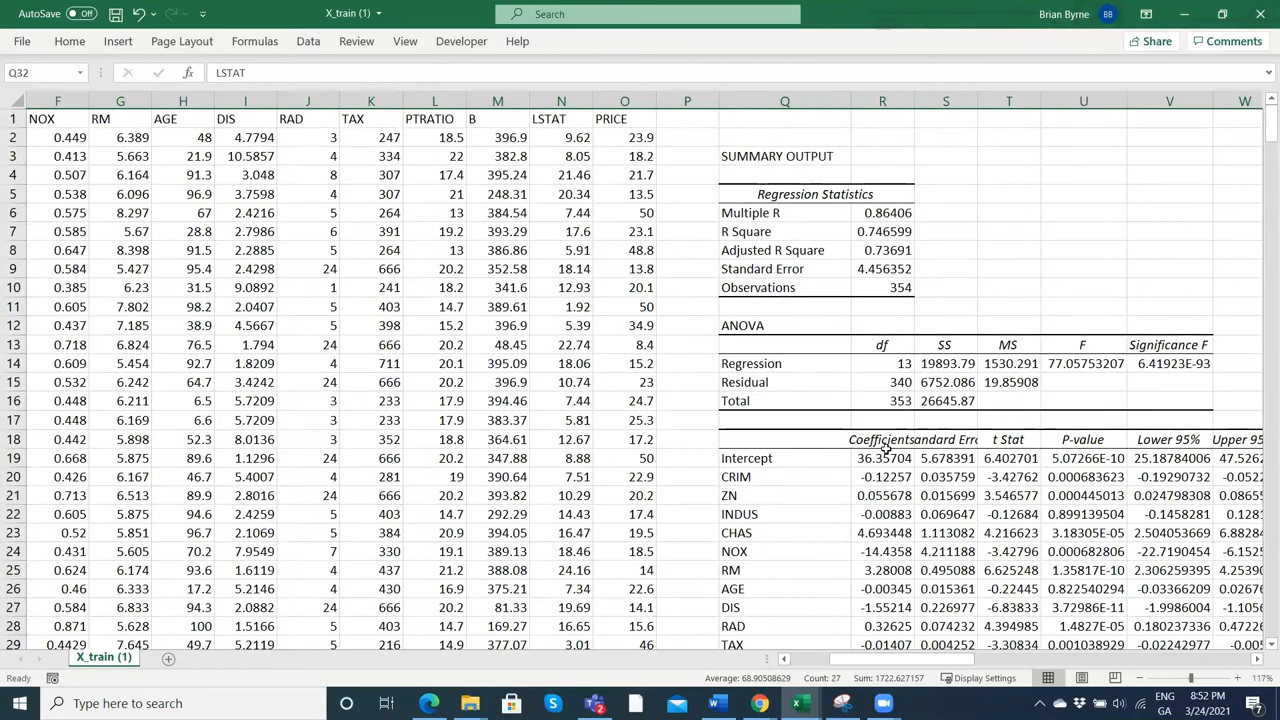 AutoSave Off X_train (1) Search Brian Byrne BB
File Home Insert Page Layout Formulas Data Review View Developer Help Share Comments
Q32 fx LSTAT
F G H I J K L M N O P Q R S T U V W
1 NOX RM AGE DIS RAD TAX PTRATIO B LSTAT PRICE
2 0.449 6.389 48 4.7794 3 247 18.5 396.9 9.62 23.9
3 0.413 5.663 21.9 10.5857 4 334 22 382.8 8.05 18.2 SUMMARY OUTPUT
4 0.507 6.164 91.3 3.048 8 307 17.4 395.24 21.46 21.7
5 0.538 6.096 96.9 3.7598 4 307 21 248.31 20.34 13.5 Regression Statistics
6 0.575 8.297 67 2.4216 5 264 13 384.54 7.44 50 Multiple R 0.86406
7 0.585 5.67 28.8 2.7986 6 391 19.2 393.29 17.6 23.1 R Square 0.746599
8 0.647 8.398 91.5 2.2885 5 264 13 386.86 5.91 48.8 Adjusted R Square 0.73691
9 0.584 5.427 95.4 2.4298 24 666 20.2 352.58 18.14 13.8 Standard Error 4.456352
10 0.385 6.23 31.5 9.0892 1 241 18.2 341.6 12.93 20.1 Observations 354
11 0.605 7.802 98.2 2.0407 5 403 14.7 389.61 1.92 50
12 0.437 7.185 38.9 4.5667 5 398 15.2 396.9 5.39 34.9 ANOVA
13 0.718 6.824 76.5 1.794 24 666 20.2 48.45 22.74 8.4 df SS MS F Significance F
14 0.609 5.454 92.7 1.8209 4 711 20.1 395.09 18.06 15.2 Regression 13 19893.79 1530.291 77.05753207 6.41923E-93
15 0.532 6.242 64.7 3.4242 24 666 20.2 396.9 10.74 23 Residual 340 6752.086 19.85908
16 0.448 6.211 6.5 5.7209 3 233 17.9 394.46 7.44 24.7 Total 353 26645.87
17 0.448 6.169 6.6 5.7209 3 233 17.9 383.37 5.81 25.3
18 0.442 5.898 52.3 8.0136 3 352 18.8 364.61 12.67 17.2 Coefficients andard Erro t Stat P-value Lower 95% Upper 95
19 0.668 5.875 89.6 1.1296 24 666 20.2 347.88 8.88 50 Intercept 36.35704 5.678391 6.402701 5.07266E-10 25.18784006 47.5262
20 0.426 6.167 46.7 5.4007 4 281 19 390.64 7.51 22.9 CRIM -0.12257 0.035759 -3.42762 0.000683623 -0.19290732 -0.0522
21 0.713 6.513 89.9 2.8016 24 666 20.2 393.82 10.29 20.2 ZN 0.055678 0.015699 3.546577 0.000445013 0.024798308 0.08655
22 0.605 5.875 94.6 2.4259 5 403 14.7 292.29 14.43 17.4 INDUS -0.00883 0.069647 -0.12684 0.899139504 -0.1458281 0.1281
23 0.52 5.851 96.7 2.1069 5 384 20.9 394.05 16.47 19.5 CHAS 4.693448 1.113082 4.216623 3.18305E-05 2.504053669 6.88284
24 0.431 5.605 70.2 7.9549 7 330 19.1 389.13 18.46 18.5 NOX -14.4358 4.211188 -3.42796 0.000682806 -22.7190454 -6.1525
25 0.624 6.174 93.6 1.6119 4 437 21.2 388.08 24.16 14 RM 3.28008 0.495088 6.625248 1.35817E-10 2.306259395 4.25390
26 0.46 6.333 17.2 5.2146 4 430 16.9 375.21 7.34 22.6 AGE -0.00345 0.015361 -0.22445 0.822540294 -0.03366209 0.02676
27 0.584 6.833 94.3 2.0882 24 666 20.2 81.33 19.69 14.1 DIS -1.55214 0.226977 -6.83833 3.72986E-11 -1.9986004 -1.1056
28 0.871 5.628 100 1.5166 5 403 14.7 169.27 16.65 15.6 RAD 0.32625 0.074232 4.394985 1.4827E-05 0.180237336 0.47226
29 0.4429 7.645 49.7 5.2119 5 216 14.9 377.07 3.01 46 TAX -0.01407 0.004252 -3.30834 0.001038929 -0.02242977 -0.005
X_train (1)
Ready Average: 68.90508629 Count: 27 Sum: 1722.627157 Display Settings 117%
Type here to search ENG 8:52 PM
GA 3/24/2021